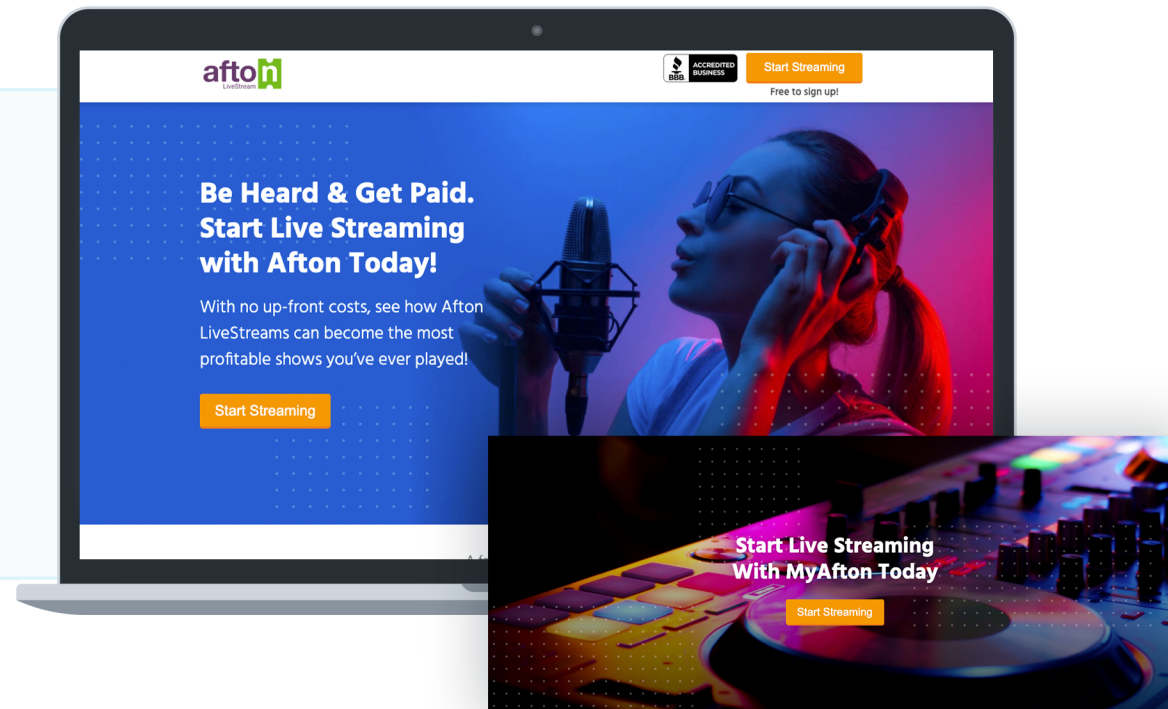 afton
LiveStream
BBB.
ACCREDITED
BUSINESS
Start Streaming
Free to sign up!
Be Heard & Get Paid.
Start Live Streaming
with Afton Today!
With no up-front costs, see how Afton
LiveStreams can become the most
profitable shows you’ve ever played!
Start Streaming
Start Live Streaming
With MyAfton Today
Start Streaming